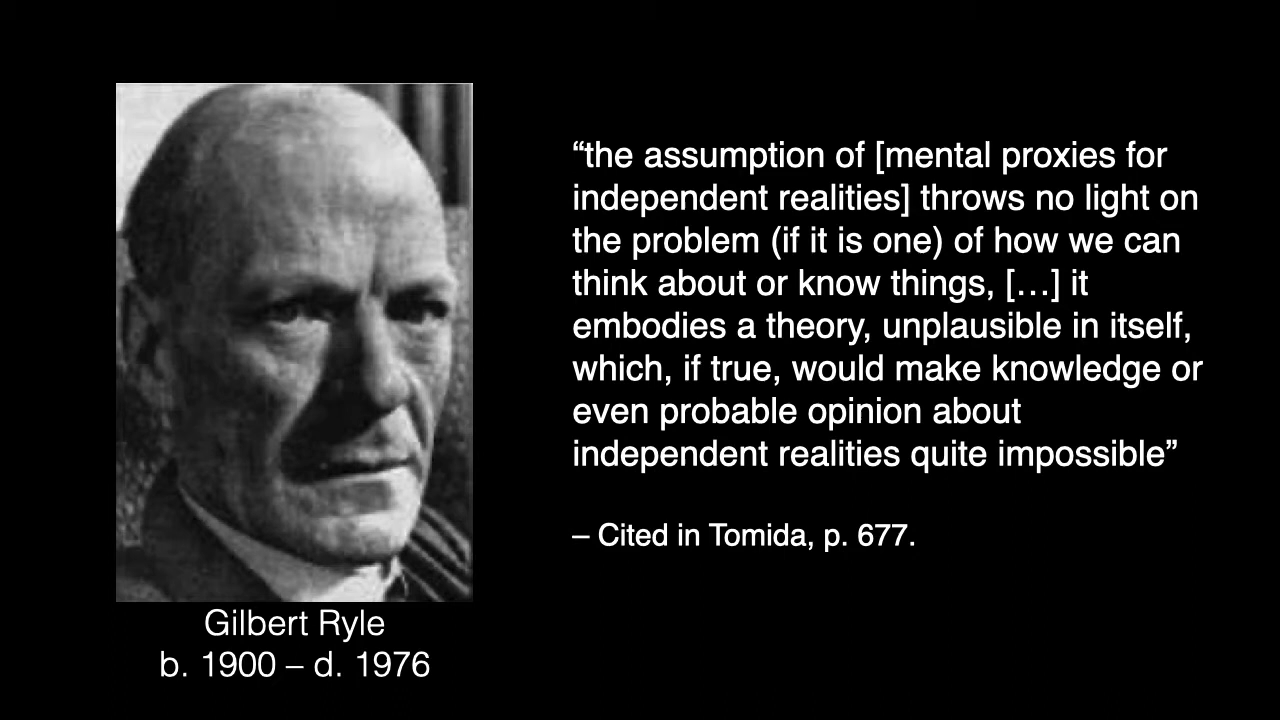 “the assumption of [mental proxies for
independent realities] throws no light on
the problem (if it is one) of how we can
think about or know things, […] it
embodies a theory, unplausible in itself,
which, if true, would make knowledge or
even probable opinion about
independent realities quite impossible”
– Cited in Tomida, p. 677.
Gilbert Ryle
b. 1900 – d. 1976